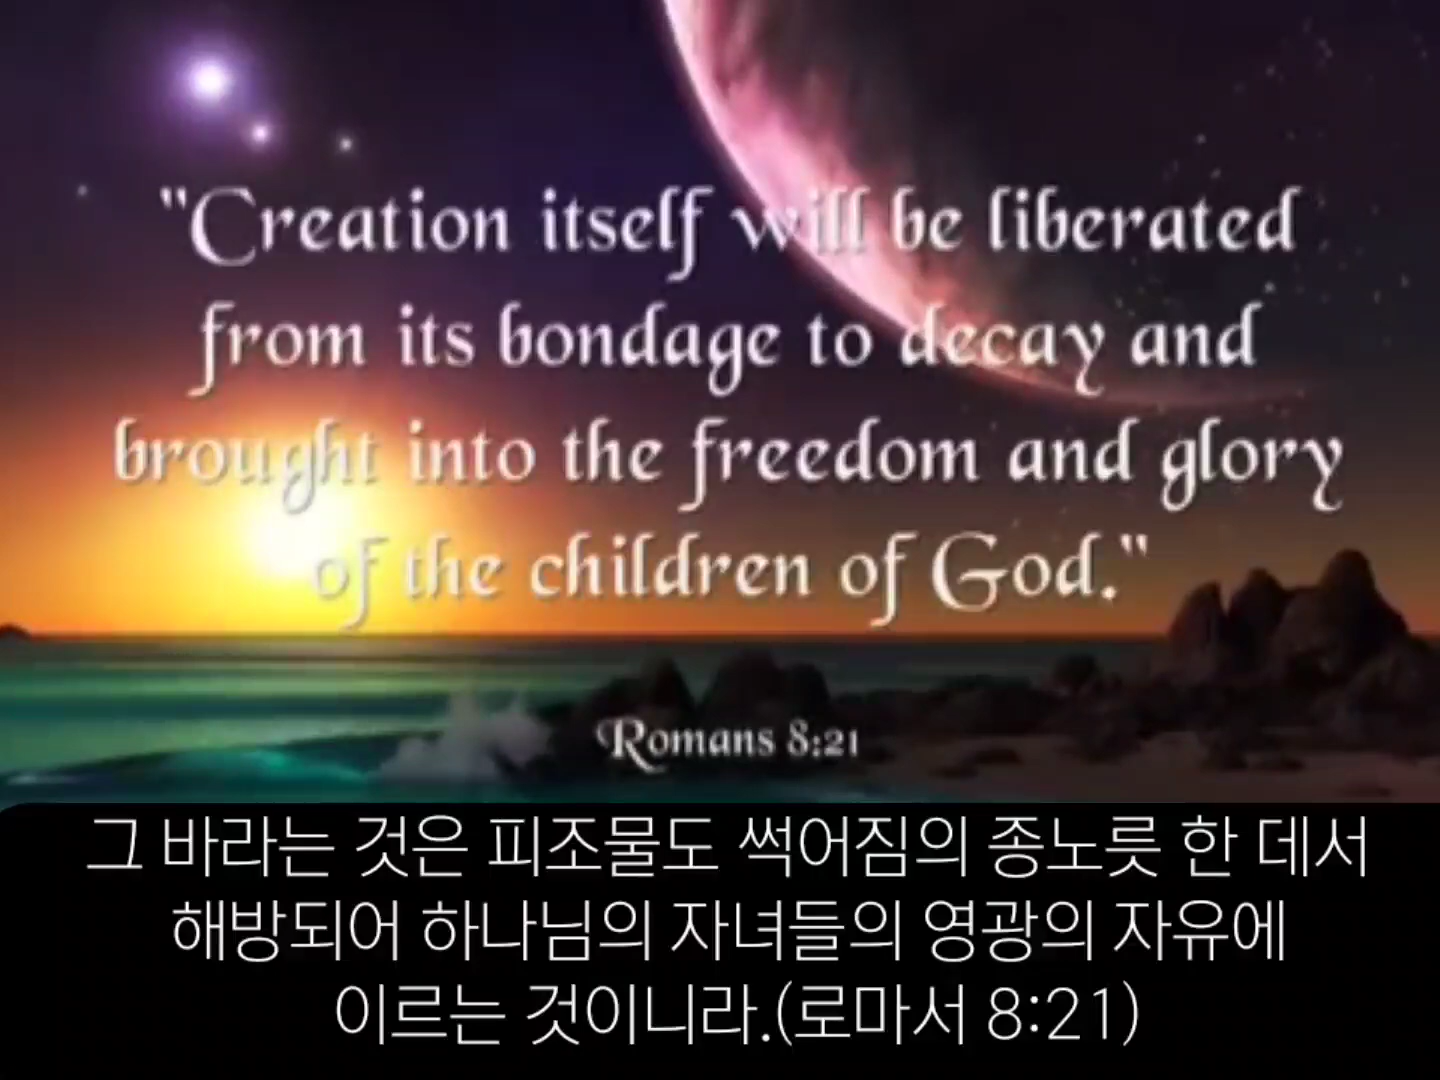 "Creation itself will be liberated
from its bondage to decay and
brought into the freedom and glory
of the children of God."
Romans 8:21
그 바라는 것은 피조물도 썩어짐의 종노릇 한 데서
해방되어 하나님의 자녀들의 영광의 자유에
이르는 것이니라.(로마서 8:21)